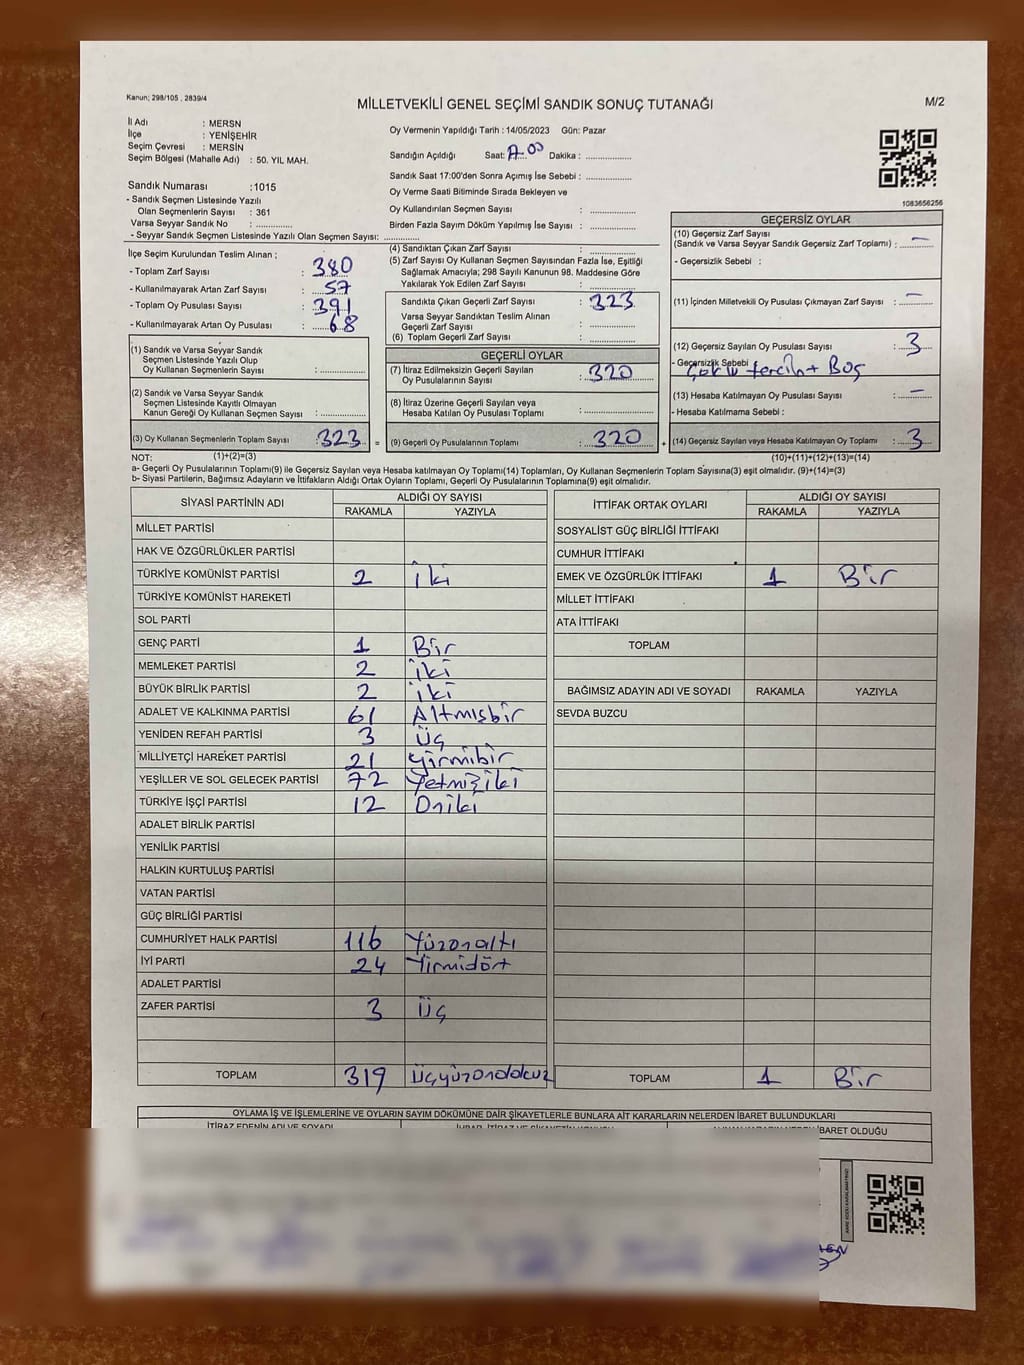 Kanun; 298/105 , 2839/4
MİLLETVEKİLİ GENEL SEÇİMİ SANDIK SONUÇ TUTANAĞI
M/2
İl Adı : MERSN
İlçe : YENİŞEHİR
Seçim Çevresi : MERSİN
Seçim Bölgesi (Mahalle Adı) : 50. YIL MAH.
Sandık Numarası :1015
- Sandık Seçmen Listesinde Yazılı
Olan Seçmenlerin Sayısı : 361
Varsa Seyyar Sandık No : ..............
- Seyyar Sandık Seçmen Listesinde Yazılı Olan Seçmen Sayısı: ..............
Oy Vermenin Yapıldığı Tarih : 14/05/2023 Gün: Pazar
Sandığın Açıldığı Saat: 17.00 Dakika : ..............
Sandık Saat 17:00'den Sonra Açımış İse Sebebi : ..............
Oy Verme Saati Bitiminde Sırada Bekleyen ve
Oy Kullandırılan Seçmen Sayısı : ..............
Birden Fazla Sayım Döküm Yapılmış İse Sayısı : ..............
1083656256
İlçe Seçim Kurulundan Teslim Alınan ;
- Toplam Zarf Sayısı : 380
- Kullanılmayarak Artan Zarf Sayısı : 57
- Toplam Oy Pusulası Sayısı : 391
- Kullanılmayarak Artan Oy Pusulası : 68
(1) Sandık ve Varsa Seyyar Sandık
Seçmen Listesinde Yazılı Olup
Oy Kullanan Seçmenlerin Sayısı : ..............
(2) Sandık ve Varsa Seyyar Sandık
Seçmen Listesinde Kayıtlı Olmayan
Kanun Gereği Oy Kullanan Seçmen Sayısı : ..............
(3) Oy Kullanan Seçmenlerin Toplam Sayısı : 323 =
(4) Sandıktan Çıkan Zarf Sayısı : ..............
(5) Zarf Sayısı Oy Kullanan Seçmen Sayısından Fazla İse, Eşitliği
Sağlamak Amacıyla; 298 Sayılı Kanunun 98. Maddesine Göre
Yakılarak Yok Edilen Zarf Sayısı : ..............
Sandıkta Çıkan Geçerli Zarf Sayısı : 323
Varsa Seyyar Sandıktan Teslim Alınan
Geçerli Zarf Sayısı : ..............
(6) Toplam Geçerli Zarf Sayısı : ..............
GEÇERLİ OYLAR
(7) İtiraz Edilmeksizin Geçerli Sayılan
Oy Pusulalarının Sayısı : 320
(8) İtiraz Üzerine Geçerli Sayılan veya
Hesaba Katılan Oy Pusulası Toplamı : ..............
(9) Geçerli Oy Pusulalarının Toplamı : 320 +
GEÇERSİZ OYLAR
(10) Geçersiz Zarf Sayısı
(Sandık ve Varsa Seyyar Sandık Geçersiz Zarf Toplamı) : —
- Geçersizlik Sebebi :
(11) İçinden Milletvekili Oy Pusulası Çıkmayan Zarf Sayısı : —
(12) Geçersiz Sayılan Oy Pusulası Sayısı : 3
- Geçersizlik Sebebi : Çoklu tercih + Boş
(13) Hesaba Katılmayan Oy Pusulası Sayısı : —
- Hesaba Katılmama Sebebi :
(14) Geçersiz Sayılan veya Hesaba Katılmayan Oy Toplamı : 3
NOT: (1)+(2)=(3) (10)+(11)+(12)+(13)=(14)
a- Geçerli Oy Pusulalarının Toplamı(9) ile Geçersiz Sayılan veya Hesaba katılmayan Oy Toplamı(14) Toplamları, Oy Kullanan Seçmenlerin Toplam Sayısına(3) eşit olmalıdır. (9)+(14)=(3)
b- Siyasi Partilerin, Bağımsız Adayların ve İttifakların Aldığı Ortak Oyların Toplamı, Geçerli Oy Pusulalarının Toplamına(9) eşit olmalıdır.
SİYASİ PARTİNİN ADI ALDIĞI OY SAYISI
RAKAMLA YAZIYLA
MİLLET PARTİSİ
HAK VE ÖZGÜRLÜKLER PARTİSİ
TÜRKİYE KOMÜNİST PARTİSİ 2 iki
TÜRKİYE KOMÜNİST HAREKETİ
SOL PARTİ
GENÇ PARTİ 1 Bir
MEMLEKET PARTİSİ 2 iki
BÜYÜK BİRLİK PARTİSİ 2 iki
ADALET VE KALKINMA PARTİSİ 61 Altmışbir
YENİDEN REFAH PARTİSİ 3 üç
MİLLİYETÇİ HAREKET PARTİSİ 21 yirmibir
YEŞİLLER VE SOL GELECEK PARTİSİ 72 Yetmişiki
TÜRKİYE İŞÇİ PARTİSİ 12 Oniki
ADALET BİRLİK PARTİSİ
YENİLİK PARTİSİ
HALKIN KURTULUŞ PARTİSİ
VATAN PARTİSİ
GÜÇ BİRLİĞİ PARTİSİ
CUMHURİYET HALK PARTİSİ 116 Yüzonaltı
İYİ PARTİ 24 Yirmidört
ADALET PARTİSİ
ZAFER PARTİSİ 3 üç
TOPLAM 319 üçyüzondokuz
İTTİFAK ORTAK OYLARI ALDIĞI OY SAYISI
RAKAMLA YAZIYLA
SOSYALİST GÜÇ BİRLİĞİ İTTİFAKI
CUMHUR İTTİFAKI
EMEK VE ÖZGÜRLÜK İTTİFAKI 1 Bir
MİLLET İTTİFAKI
ATA İTTİFAKI
TOPLAM
BAĞIMSIZ ADAYIN ADI VE SOYADI RAKAMLA YAZIYLA
SEVDA BUZCU
TOPLAM 1 Bir
OYLAMA İŞ VE İŞLEMLERİNE VE OYLARIN SAYIM DÖKÜMÜNE DAİR ŞİKAYETLERLE BUNLARA AİT KARARLARIN NELERDEN İBARET BULUNDUKLARI
İTİRAZ EDENİN ADI VE SOYADI
İBARET OLDUĞU